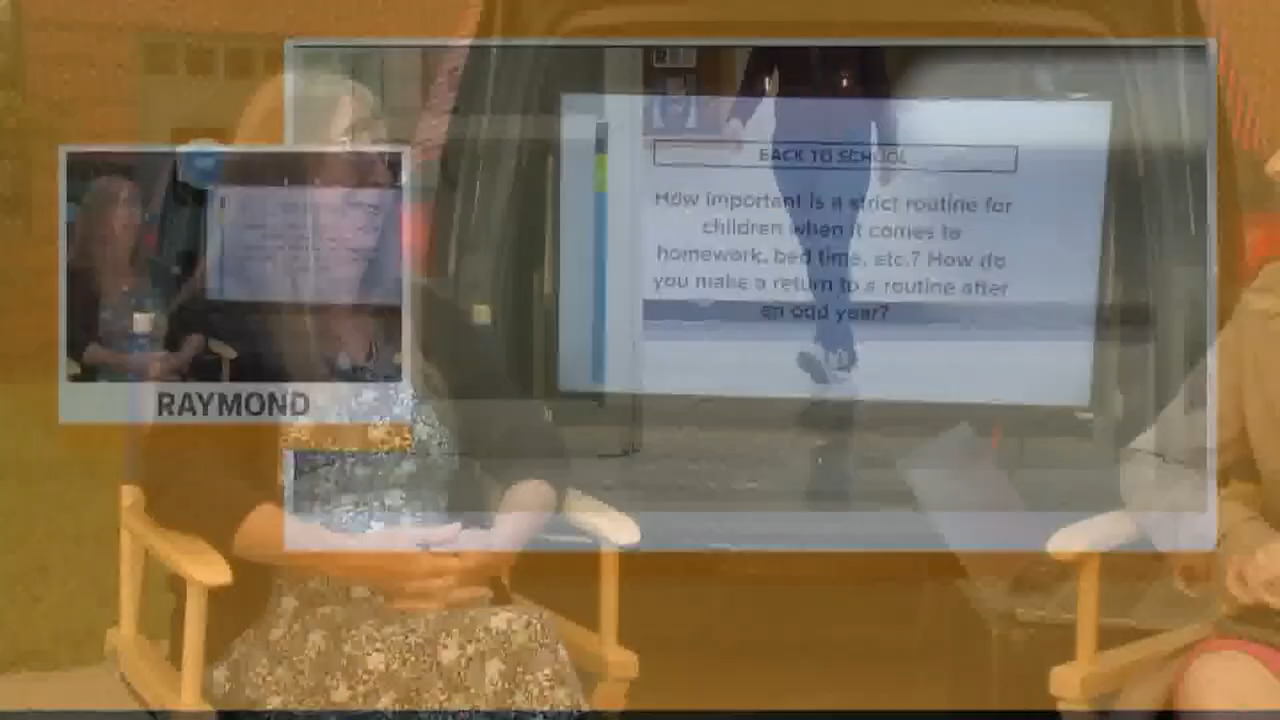 BACK TO SCHOOL
How important is a strict routine for
children when it comes to
homework, bed time, etc.? How do
you make a return to a routine after
an odd year?
RAYMOND